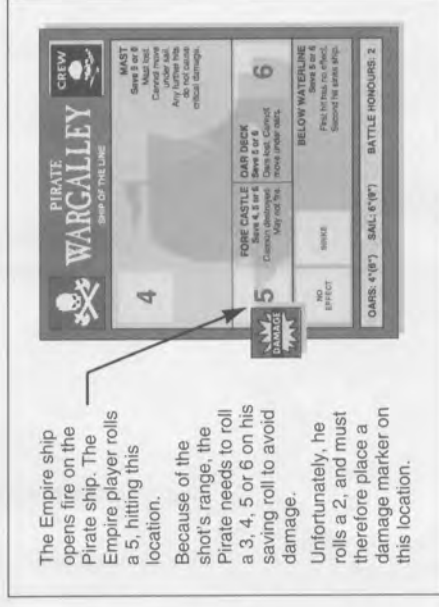 The Empire ship
opens fire on the
Pirate ship. The
Empire player rolls
a 5, hitting this
location.
Because of the
shot's range, the
Pirate needs to roll
a 3, 4, 5 or 6 on his
saving roll to avoid
damage.
Unfortunately, he
rolls a 2, and must
therefore place a
damage marker on
this location.
PIRATE
WARGALLEY
SHIP OF THE LINE
CREW
4
MAST
Save 5 or 6
Mast lost.
Cannot move
under sail.
Any further hits
do not cause
critical damage.
5
FORE CASTLE
Save 4, 5 or 6
Cannon destroyed.
May not fire.
OAR DECK
Save 5 or 6
Oars lost. Cannot
move under oars.
6
DAMAGE
NO
EFFECT
SINKS
BELOW WATERLINE
Save 5 or 6
First hit has no effect.
Second hit sinks ship.
OARS: 4"(6") SAIL: 6"(9") BATTLE HONOURS: 2